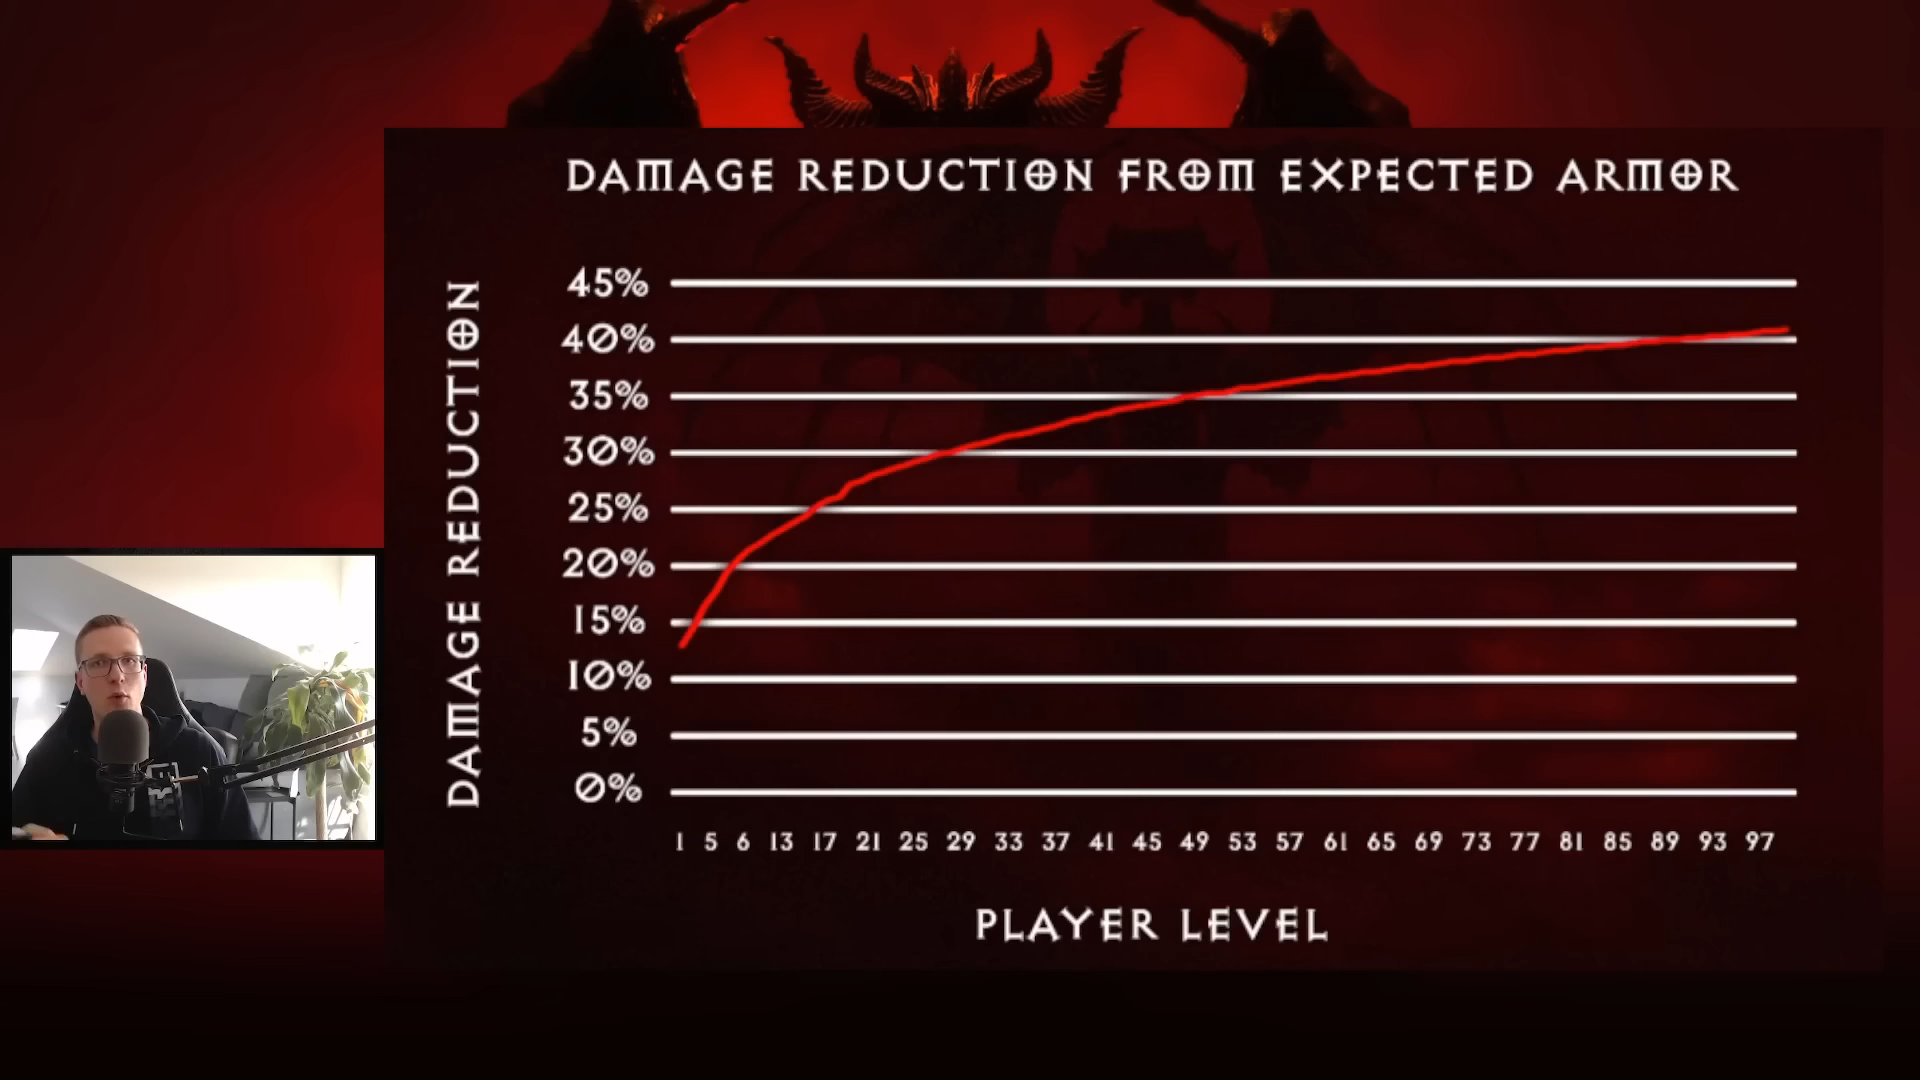 DAMAGE REDUCTION FROM EXPECTED ARMOR
DAMAGE REDUCTION
45%
40%
35%
30%
25%
20%
15%
10%
5%
0%
1 5 6 13 17 21 25 29 33 37 41 45 49 53 57 61 65 69 73 77 81 85 89 93 97
PLAYER LEVEL